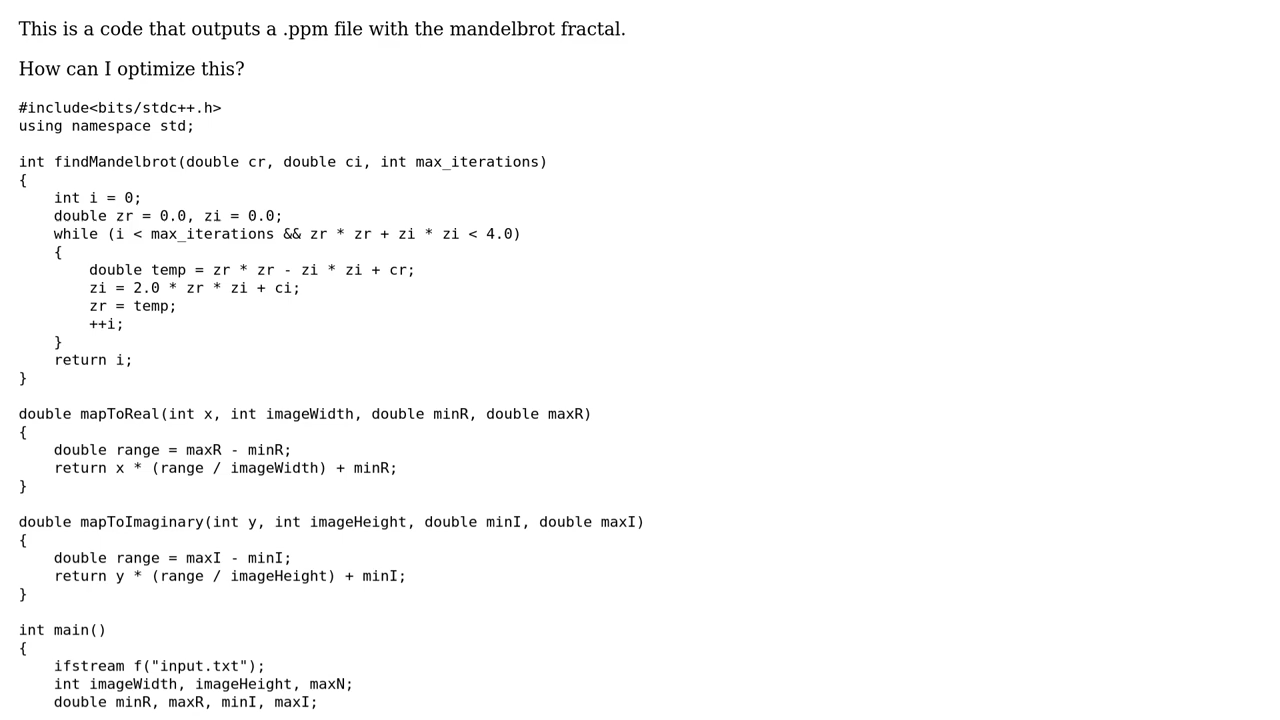 This is a code that outputs a .ppm file with the mandelbrot fractal.
How can I optimize this?
#include<bits/stdc++.h>
using namespace std;
int findMandelbrot(double cr, double ci, int max_iterations)
{
    int i = 0;
    double zr = 0.0, zi = 0.0;
    while (i < max_iterations && zr * zr + zi * zi < 4.0)
    {
        double temp = zr * zr - zi * zi + cr;
        zi = 2.0 * zr * zi + ci;
        zr = temp;
        ++i;
    }
    return i;
}
double mapToReal(int x, int imageWidth, double minR, double maxR)
{
    double range = maxR - minR;
    return x * (range / imageWidth) + minR;
}
double mapToImaginary(int y, int imageHeight, double minI, double maxI)
{
    double range = maxI - minI;
    return y * (range / imageHeight) + minI;
}
int main()
{
    ifstream f("input.txt");
    int imageWidth, imageHeight, maxN;
    double minR, maxR, minI, maxI;